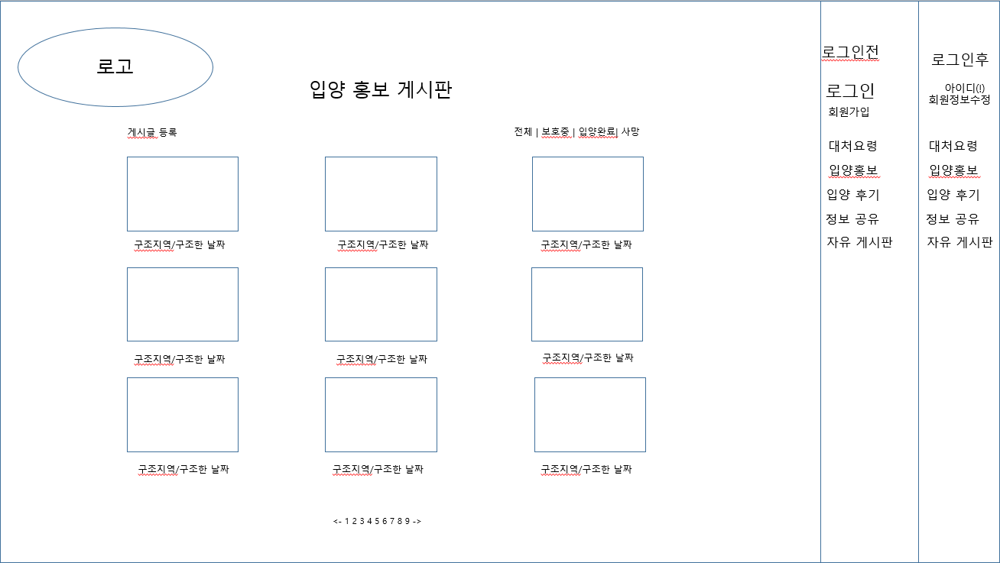 로고
입양 홍보 게시판
게시글 등록
전체 | 보호중 | 입양완료| 사망
구조지역/구조한 날짜
구조지역/구조한 날짜
구조지역/구조한 날짜
구조지역/구조한 날짜
구조지역/구조한 날짜
구조지역/구조한 날짜
구조지역/구조한 날짜
구조지역/구조한 날짜
구조지역/구조한 날짜
<- 1 2 3 4 5 6 7 8 9 ->
로그인전
로그인
회원가입
대처요령
입양홍보
입양 후기
정보 공유
자유 게시판
로그인후
아이디(!)
회원정보수정
대처요령
입양홍보
입양 후기
정보 공유
자유 게시판